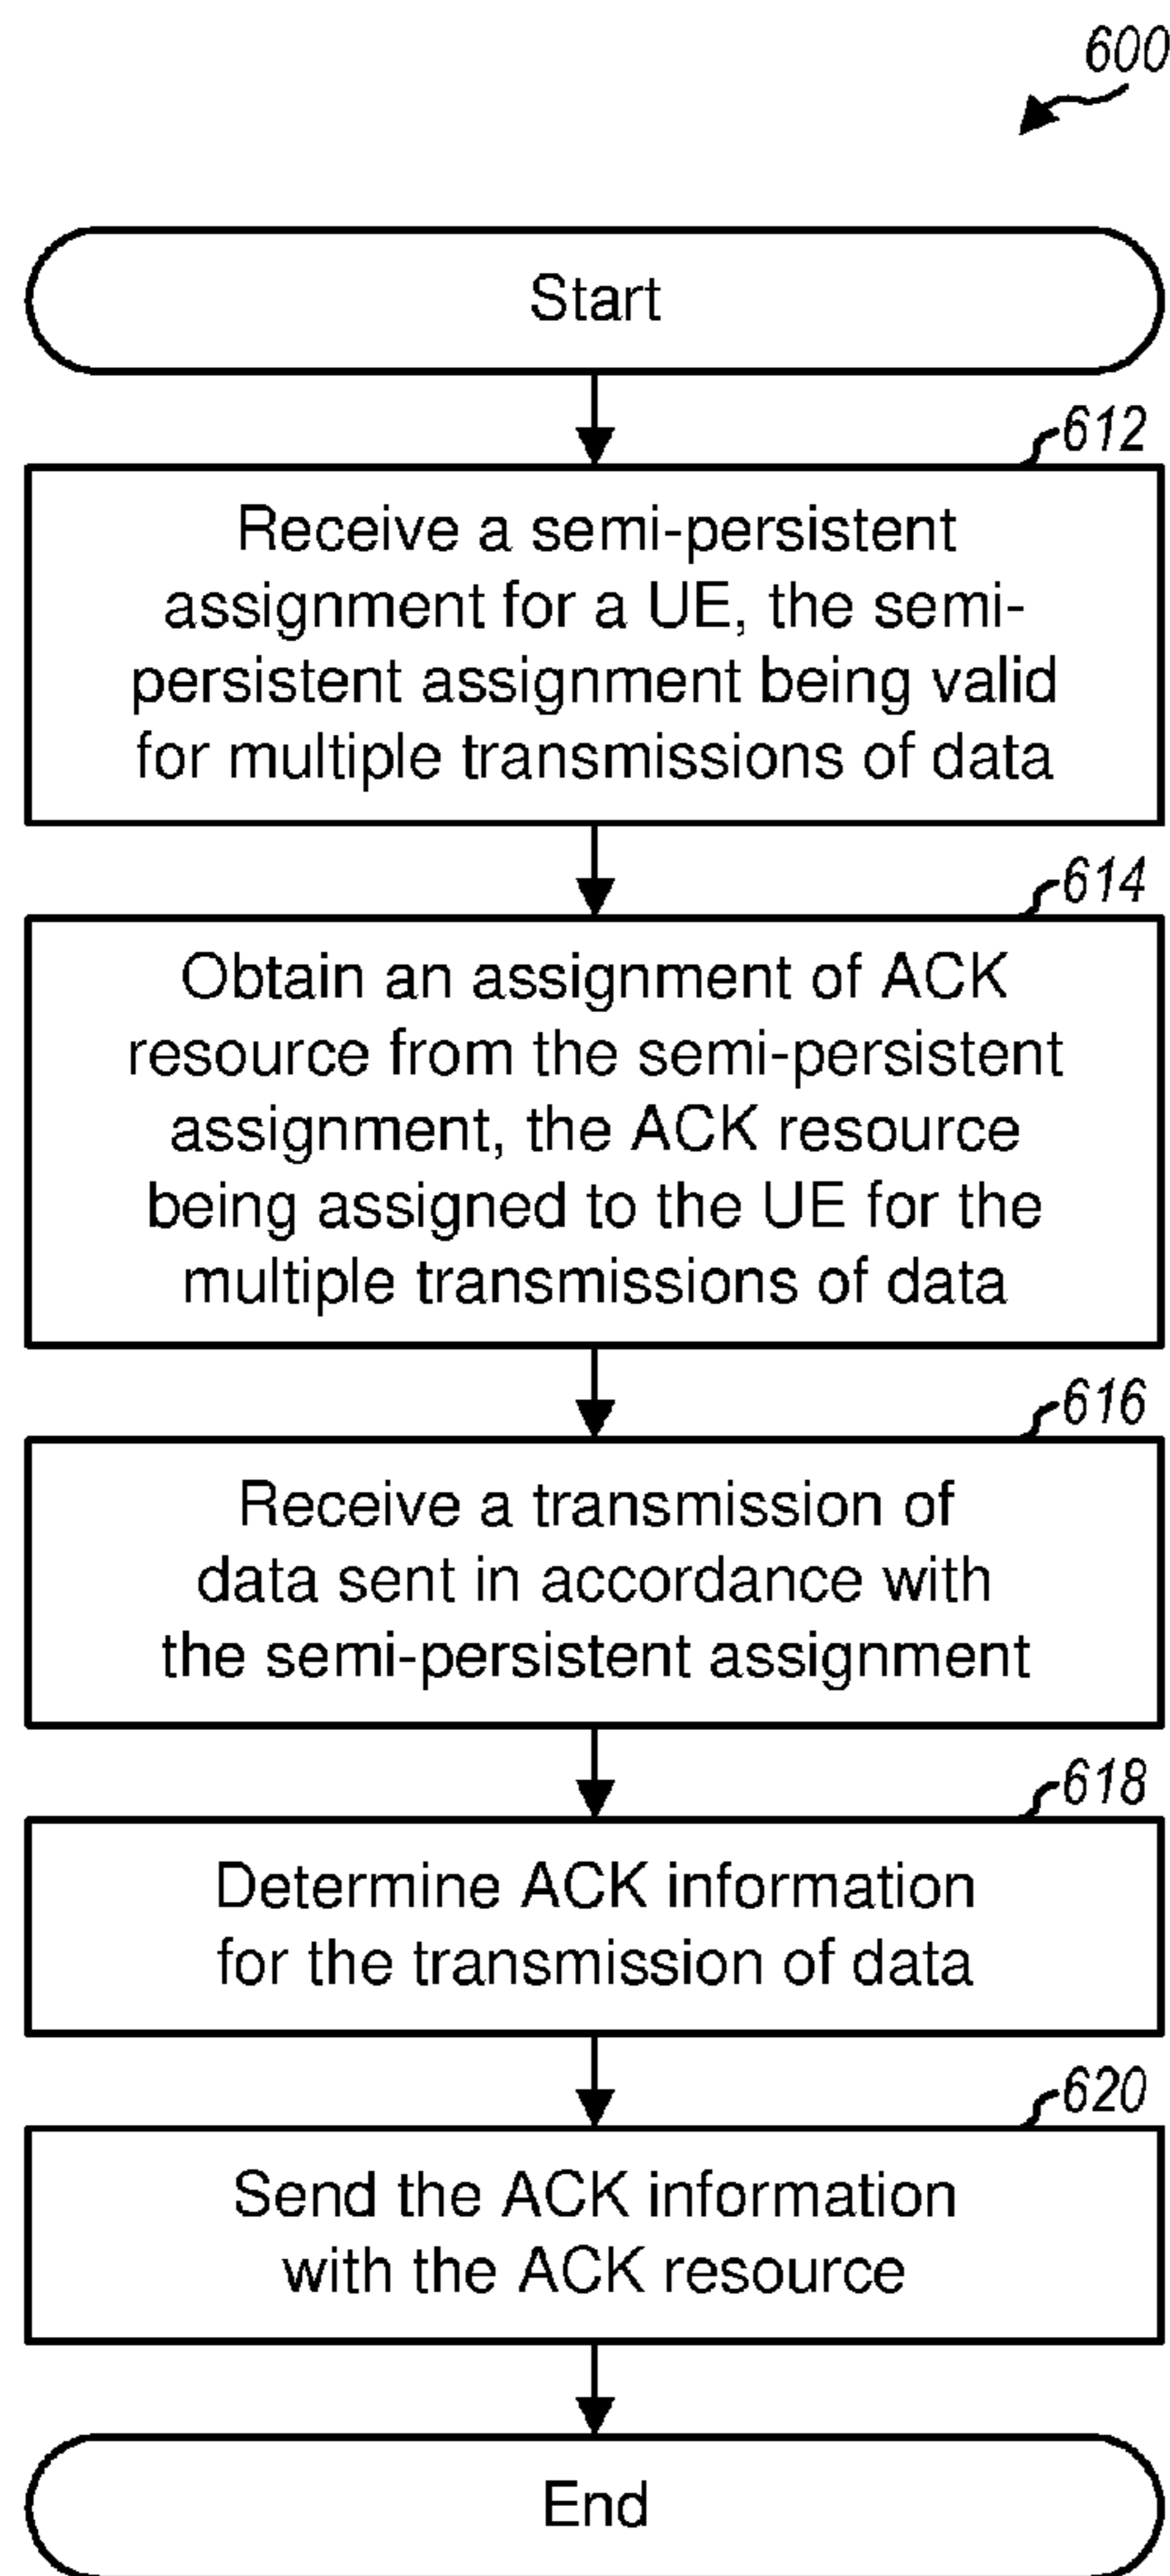 600
Start
612
Receive a semi-persistent
assignment for a UE, the semi-
persistent assignment being valid
for multiple transmissions of data
614
Obtain an assignment of ACK
resource from the semi-persistent
assignment, the ACK resource
being assigned to the UE for the
multiple transmissions of data
616
Receive a transmission of
data sent in accordance with
the semi-persistent assignment
618
Determine ACK information
for the transmission of data
620
Send the ACK information
with the ACK resource
End